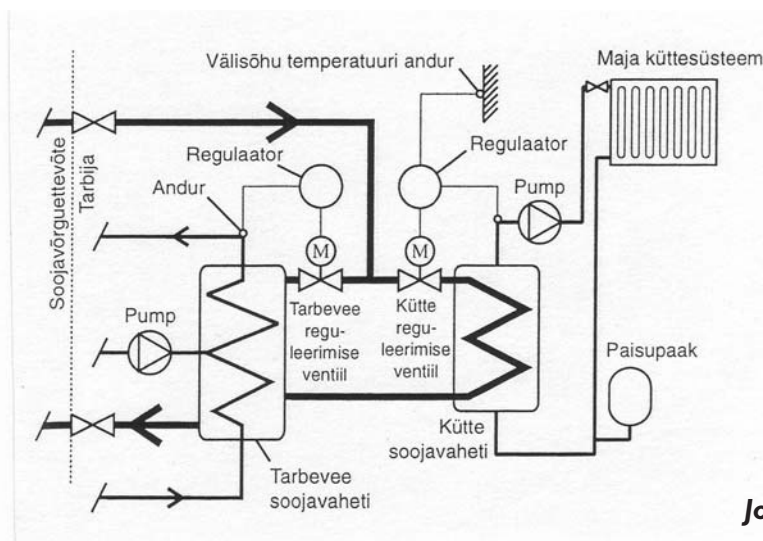 Välisõhu temperatuuri andur
Maja küttesüsteem
Soojavõrguettevõte
Tarbija
Regulaator
Regulaator
Andur
Pump
M
M
Pump
Tarbevee
regu-
leerimise
ventiil
Kütte
regu-
leerimise
ventiil
Paisupaak
Kütte
soojavaheti
Tarbevee
soojavaheti
Jo